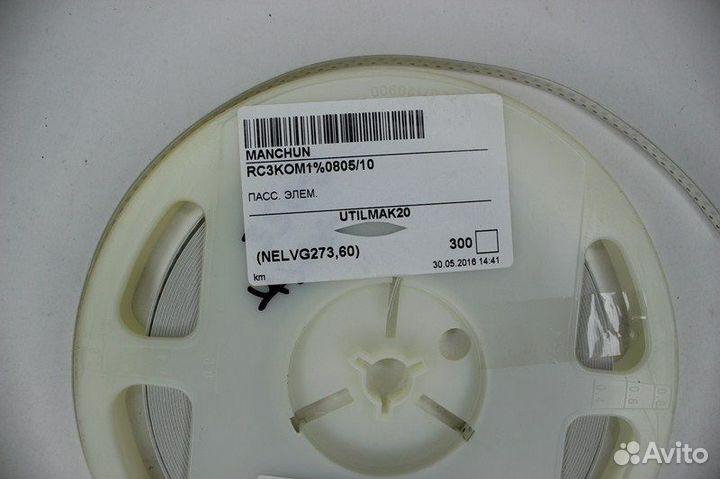 MANCHUN
RC3KOM1%0805/10
ПАСС. ЭЛЕМ.
UTILMAK20
(NELVG273,60)
300
km
30.05.2016 14:41
Avito